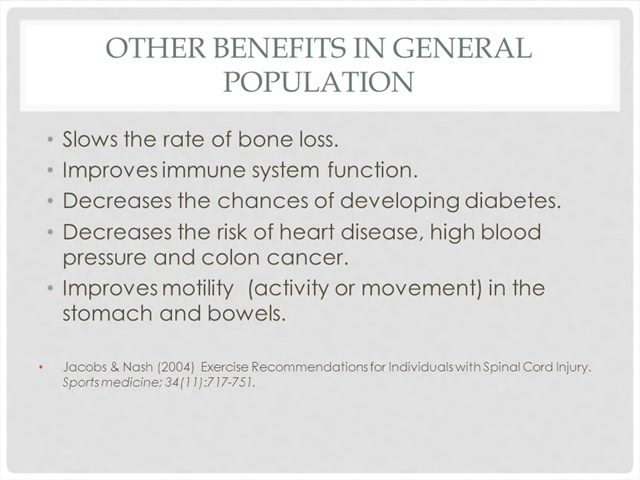 OTHER BENEFITS IN GENERAL
POPULATION
• Slows the rate of bone loss.
• Improves immune system function.
• Decreases the chances of developing diabetes.
• Decreases the risk of heart disease, high blood
pressure and colon cancer.
• Improves motility  (activity or movement) in the
stomach and bowels.
• Jacobs & Nash (2004)  Exercise Recommendations for Individuals with Spinal Cord Injury.
Sports medicine; 34(11):717-751.